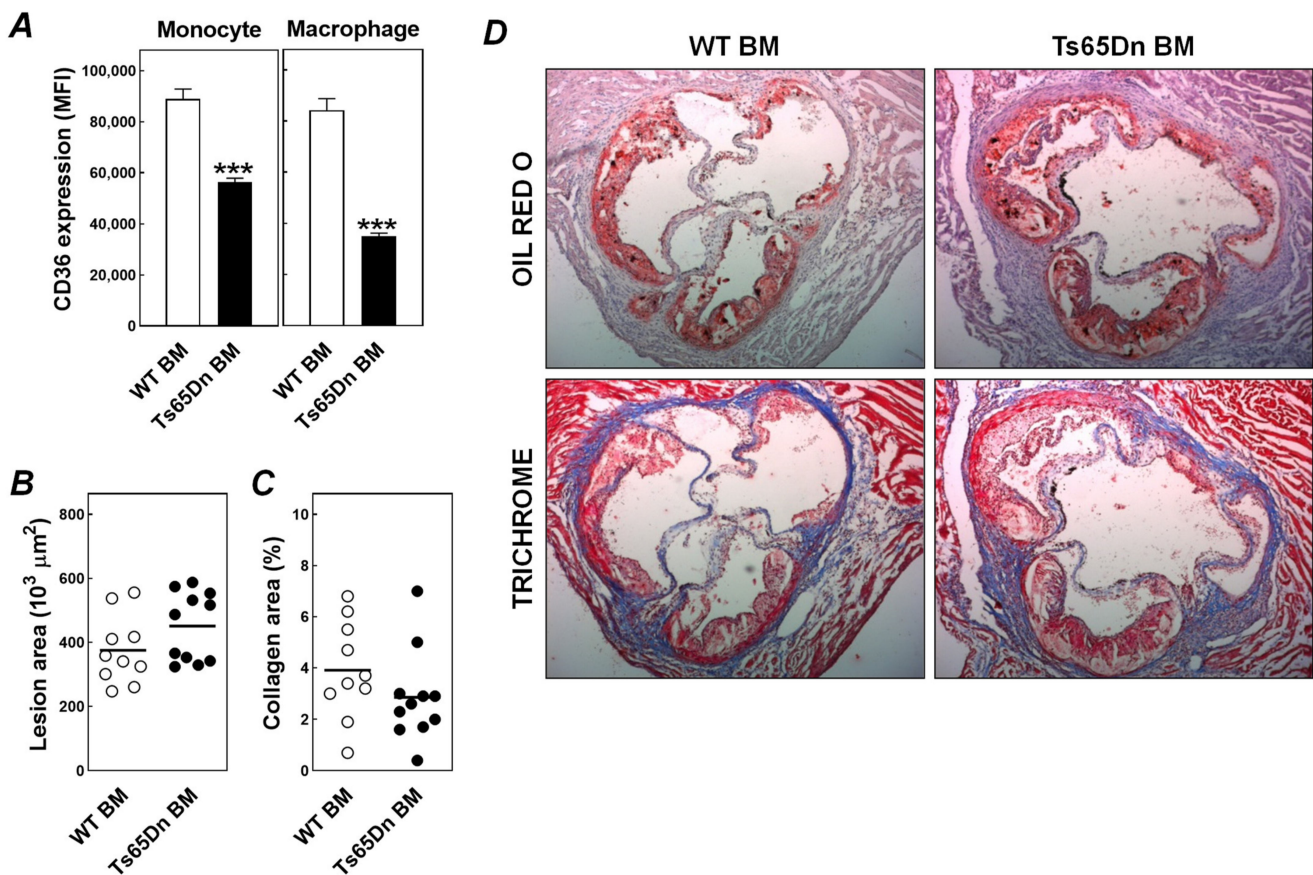 A
Monocyte
Macrophage
CD36 expression (MFI)
100,000
80,000
60,000
40,000
20,000
0
***
***
WT BM
Ts65Dn BM
WT BM
Ts65Dn BM
B
Lesion area (10³ μm²)
800
600
400
200
0
WT BM
Ts65Dn BM
C
Collagen area (%)
10
8
6
4
2
0
WT BM
Ts65Dn BM
D
WT BM
Ts65Dn BM
OIL RED O
TRICHROME